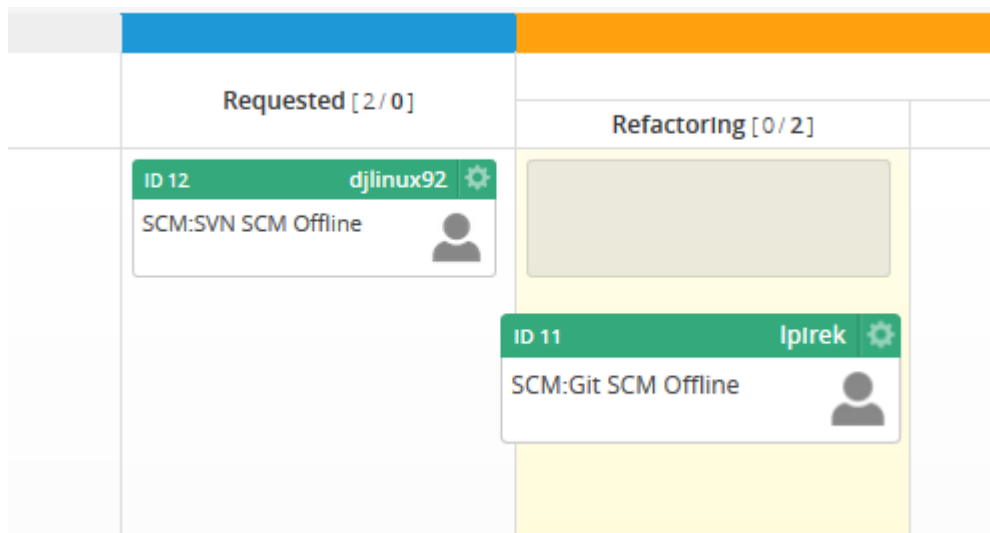 Requested [2/0]
Refactoring [0/2]
ID 12 djlinux92
SCM:SVN SCM Offline
ID 11 lpirek
SCM:Git SCM Offline